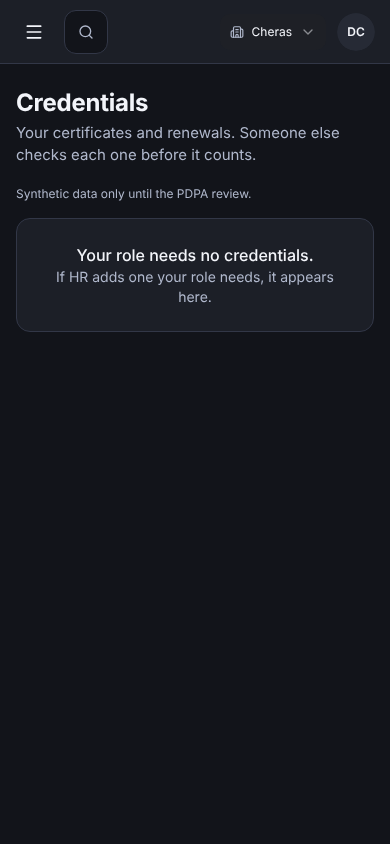 Cheras
DC
Credentials
Your certificates and renewals. Someone else
checks each one before it counts.
Synthetic data only until the PDPA review.
Your role needs no credentials.
If HR adds one your role needs, it appears
here.